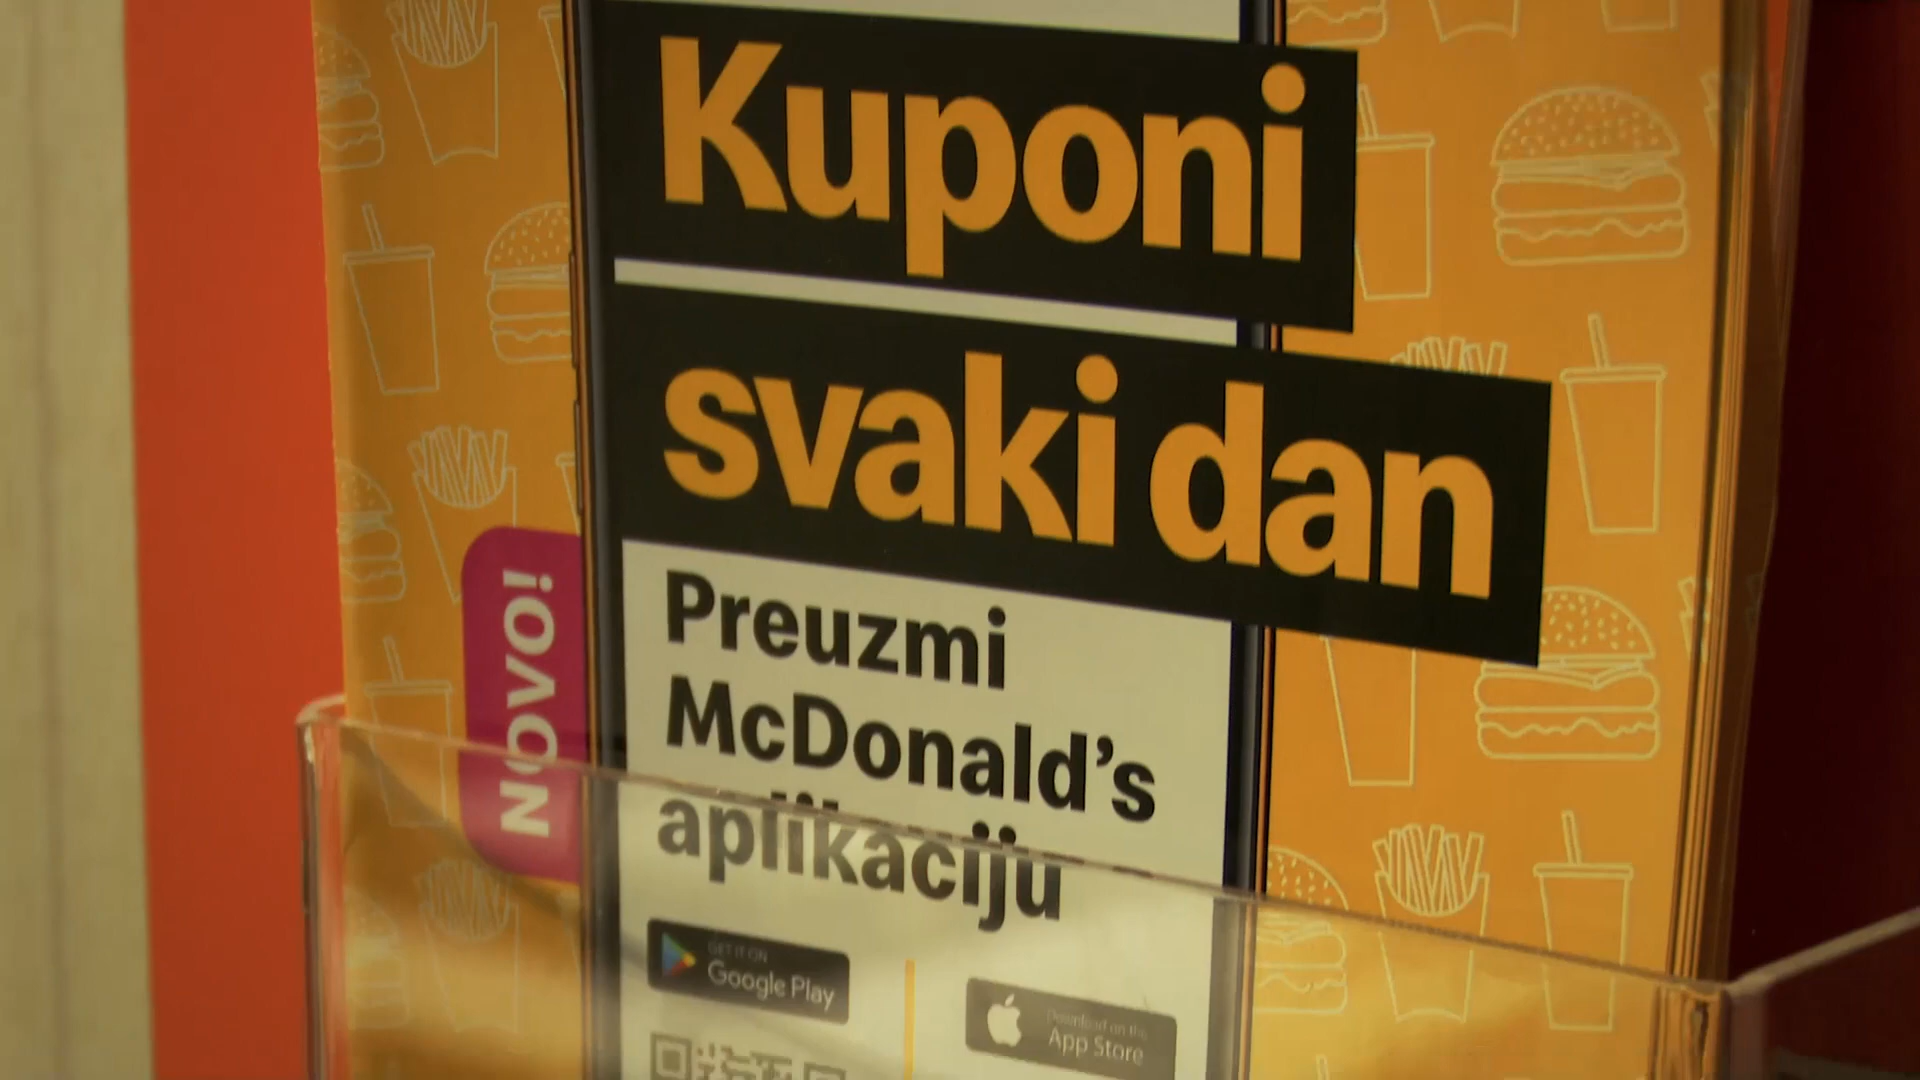 Kuponi
svaki dan
NOVO!
Preuzmi
McDonald's
aplikaciju
GET IT ON
Google Play
Download on the
App Store